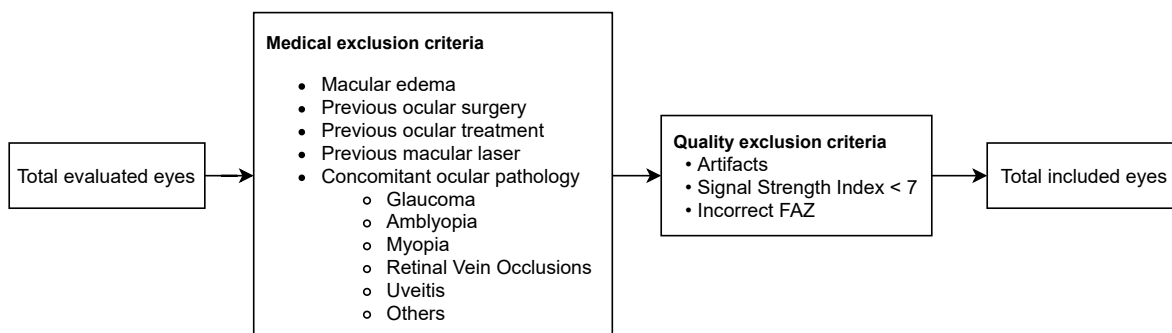 Total evaluated eyes
Medical exclusion criteria
• Macular edema
• Previous ocular surgery
• Previous ocular treatment
• Previous macular laser
• Concomitant ocular pathology
o Glaucoma
o Amblyopia
o Myopia
o Retinal Vein Occlusions
o Uveitis
o Others
Quality exclusion criteria
• Artifacts
• Signal Strength Index < 7
• Incorrect FAZ
Total included eyes